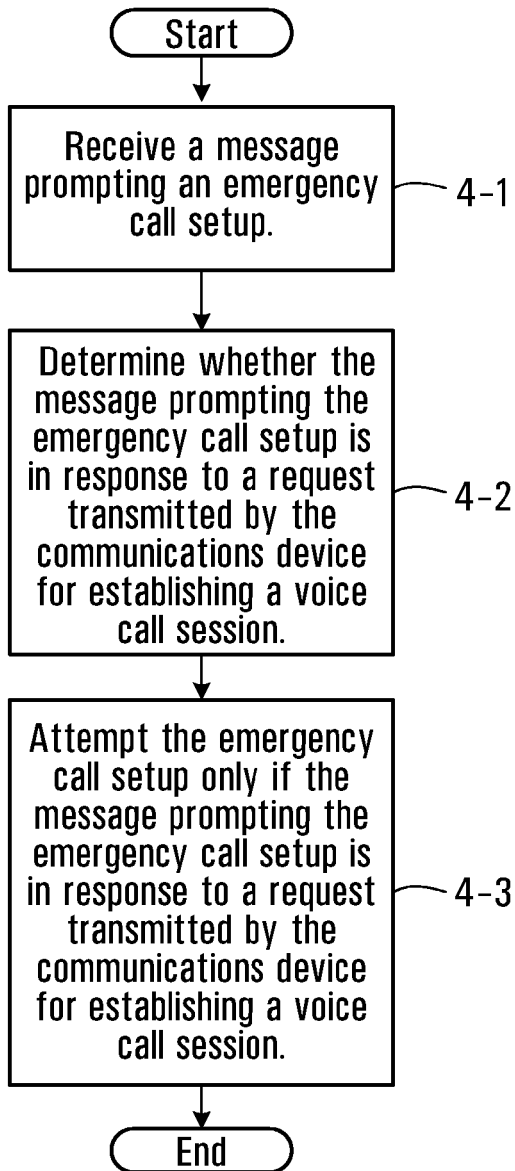 Start
Receive a message
prompting an emergency
call setup.
4-1
Determine whether the
message prompting the
emergency call setup is
in response to a request
transmitted by the
communications device
for establishing a voice
call session.
4-2
Attempt the emergency
call setup only if the
message prompting the
emergency call setup is
in response to a request
transmitted by the
communications device
for establishing a voice
call session.
4-3
End